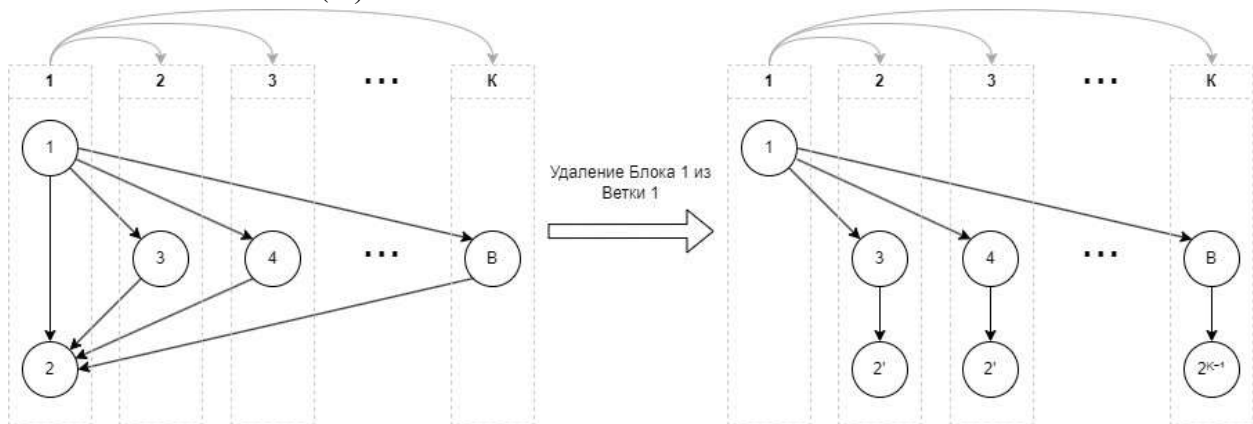 1 2 3 ... К
1
3 4 ... В
2
Удаление Блока 1 из
Ветки 1
1 2 3 ... К
1
3 4 ... В
2' 2' 2ᴷ⁻¹